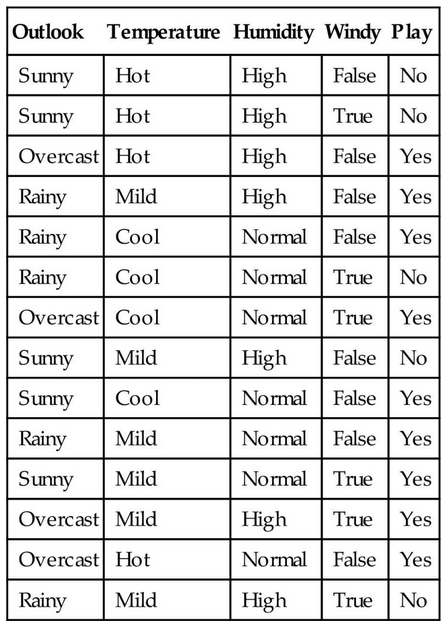 Outlook Temperature Humidity Windy Play
Sunny Hot High False No
Sunny Hot High True No
Overcast Hot High False Yes
Rainy Mild High False Yes
Rainy Cool Normal False Yes
Rainy Cool Normal True No
Overcast Cool Normal True Yes
Sunny Mild High False No
Sunny Cool Normal False Yes
Rainy Mild Normal False Yes
Sunny Mild Normal True Yes
Overcast Mild High True Yes
Overcast Hot Normal False Yes
Rainy Mild High True No